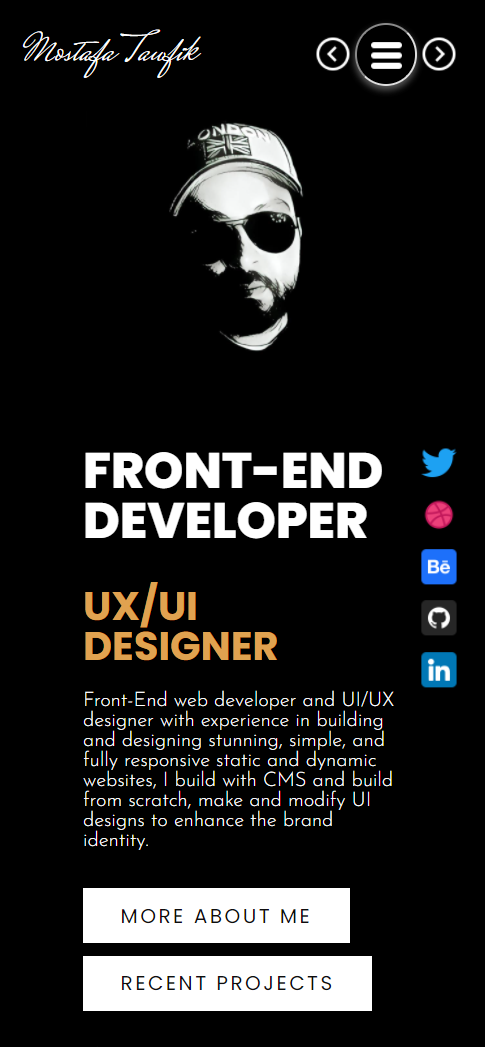 Mostafa Tawfik
LONDON
FRONT-END
DEVELOPER
UX/UI
DESIGNER
Front-End web developer and UI/UX
designer with experience in building
and designing stunning, simple, and
fully responsive static and dynamic
websites, I build with CMS and build
from scratch, make and modify UI
designs to enhance the brand
identity.
Bē
in
MORE ABOUT ME
RECENT PROJECTS